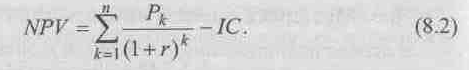 NPV = \sum_{k=1}^{n} \frac{P_k}{(1+r)^k} - IC. (8.2)